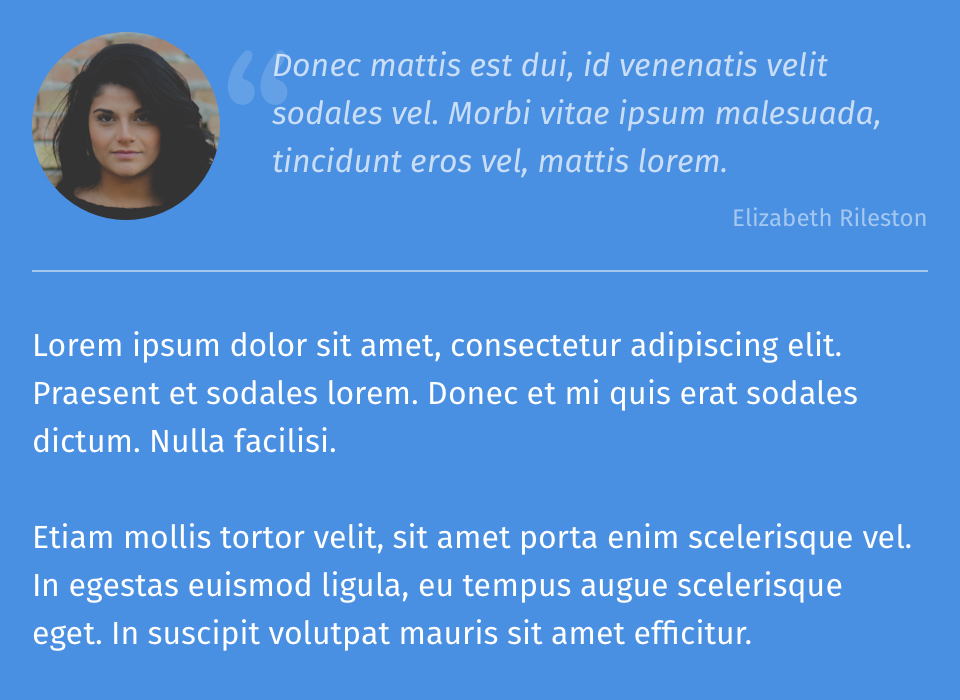 “Donec mattis est dui, id venenatis velit
sodales vel. Morbi vitae ipsum malesuada,
tincidunt eros vel, mattis lorem.
Elizabeth Rileston
Lorem ipsum dolor sit amet, consectetur adipiscing elit.
Praesent et sodales lorem. Donec et mi quis erat sodales
dictum. Nulla facilisi.
Etiam mollis tortor velit, sit amet porta enim scelerisque vel.
In egestas euismod ligula, eu tempus augue scelerisque
eget. In suscipit volutpat mauris sit amet efficitur.